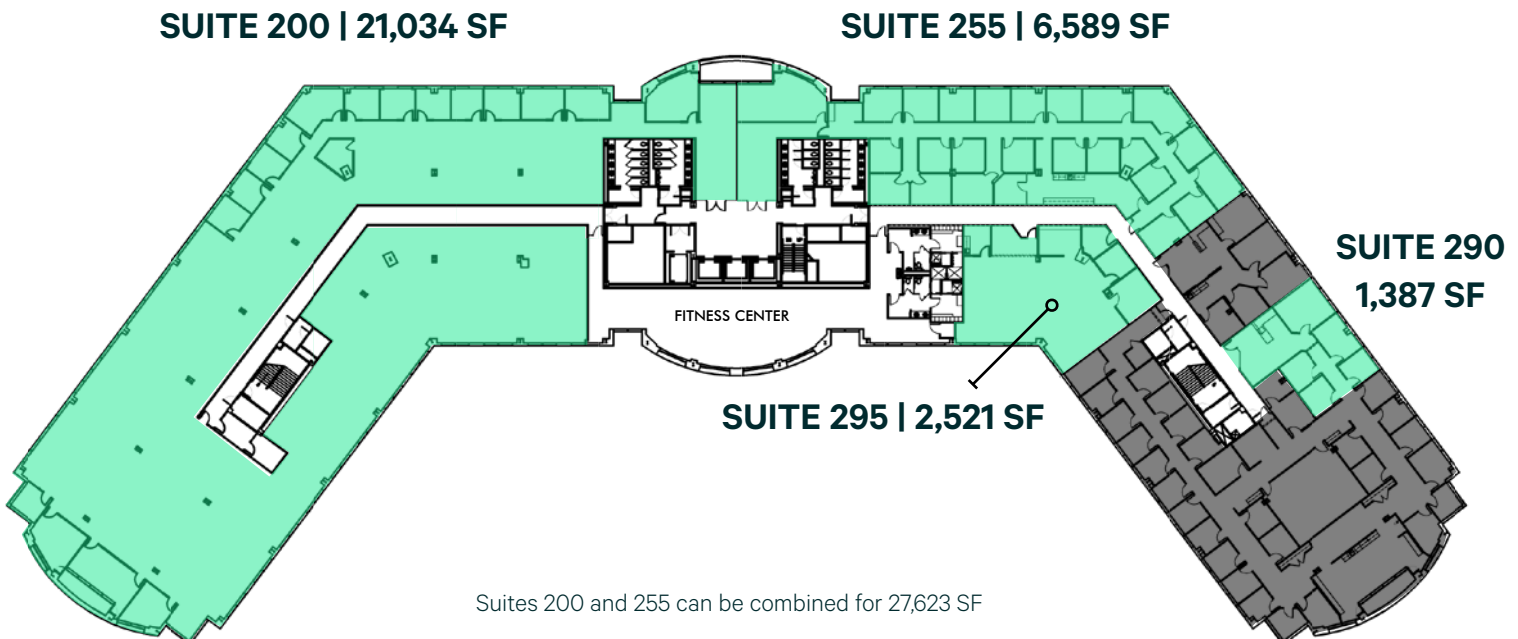 SUITE 200 | 21,034 SF
SUITE 255 | 6,589 SF
SUITE 290
1,387 SF
FITNESS CENTER
SUITE 295 | 2,521 SF
Suites 200 and 255 can be combined for 27,623 SF